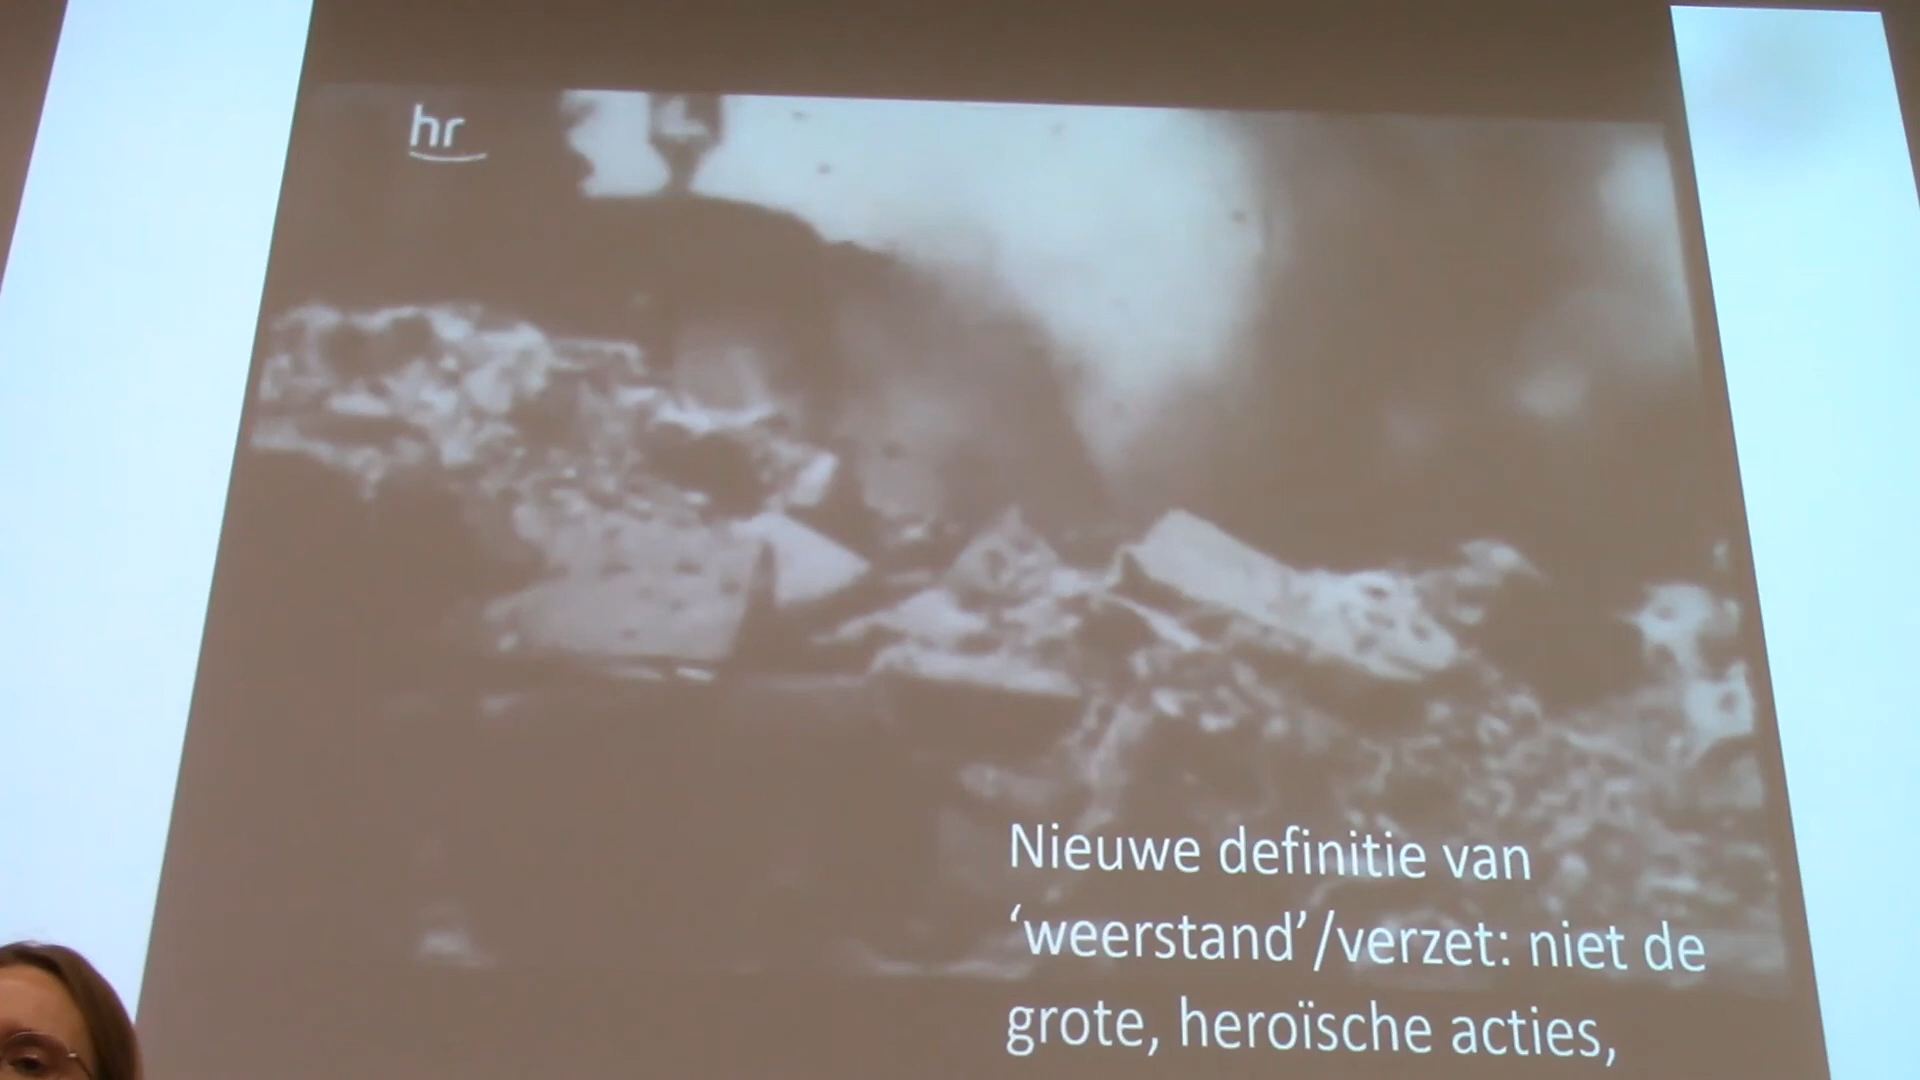 hr
Nieuwe definitie van
‘weerstand’/verzet: niet de
grote, heroïsche acties,